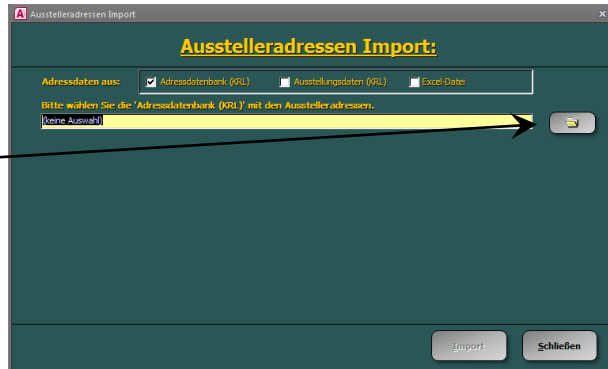 Ausstelleradressen Import
Ausstelleradressen Import:
Adressdaten aus: Adressdatenbank (KRL) Ausstellungsdaten (KRL) Excel-Datei
Bitte wählen Sie die 'Adressdatenbank (KRL)' mit den Ausstelleradressen.
(keine Auswahl)
Import Schließen